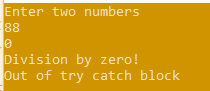 Enter two numbers
88
0
Division by zero!
Out of try catch block